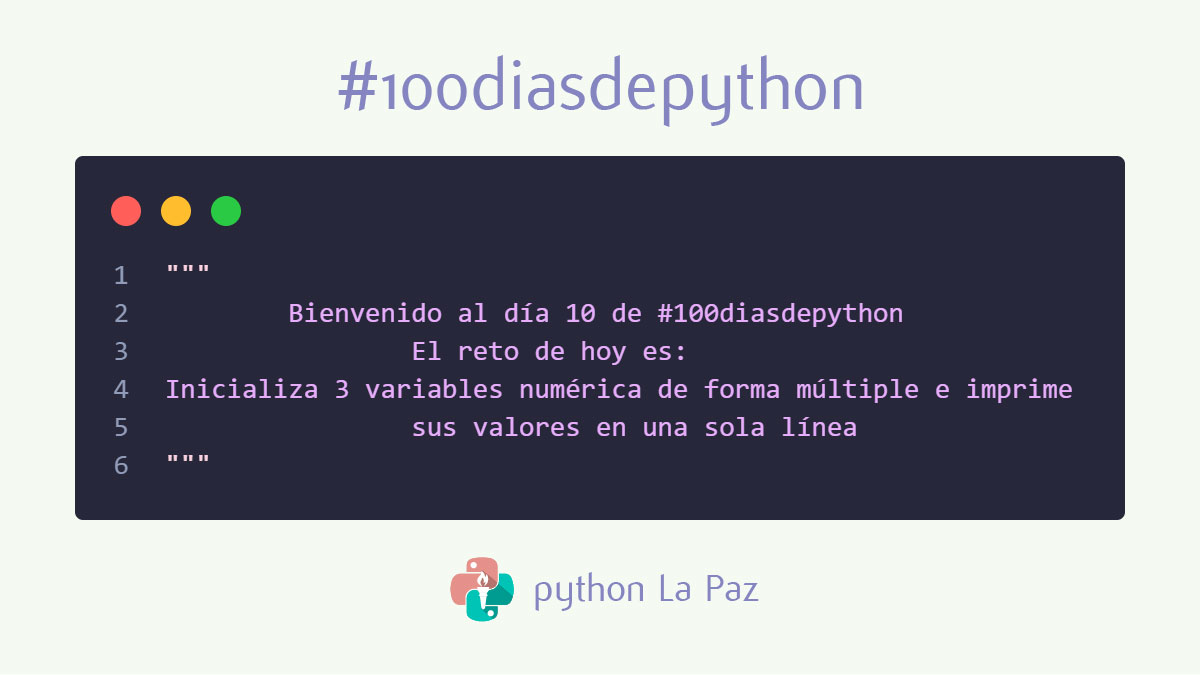 #100diasdepython
1 """
2 Bienvenido al día 10 de #100diasdepython
3 El reto de hoy es:
4 Inicializa 3 variables numérica de forma múltiple e imprime
5 sus valores en una sola línea
6 """
python La Paz